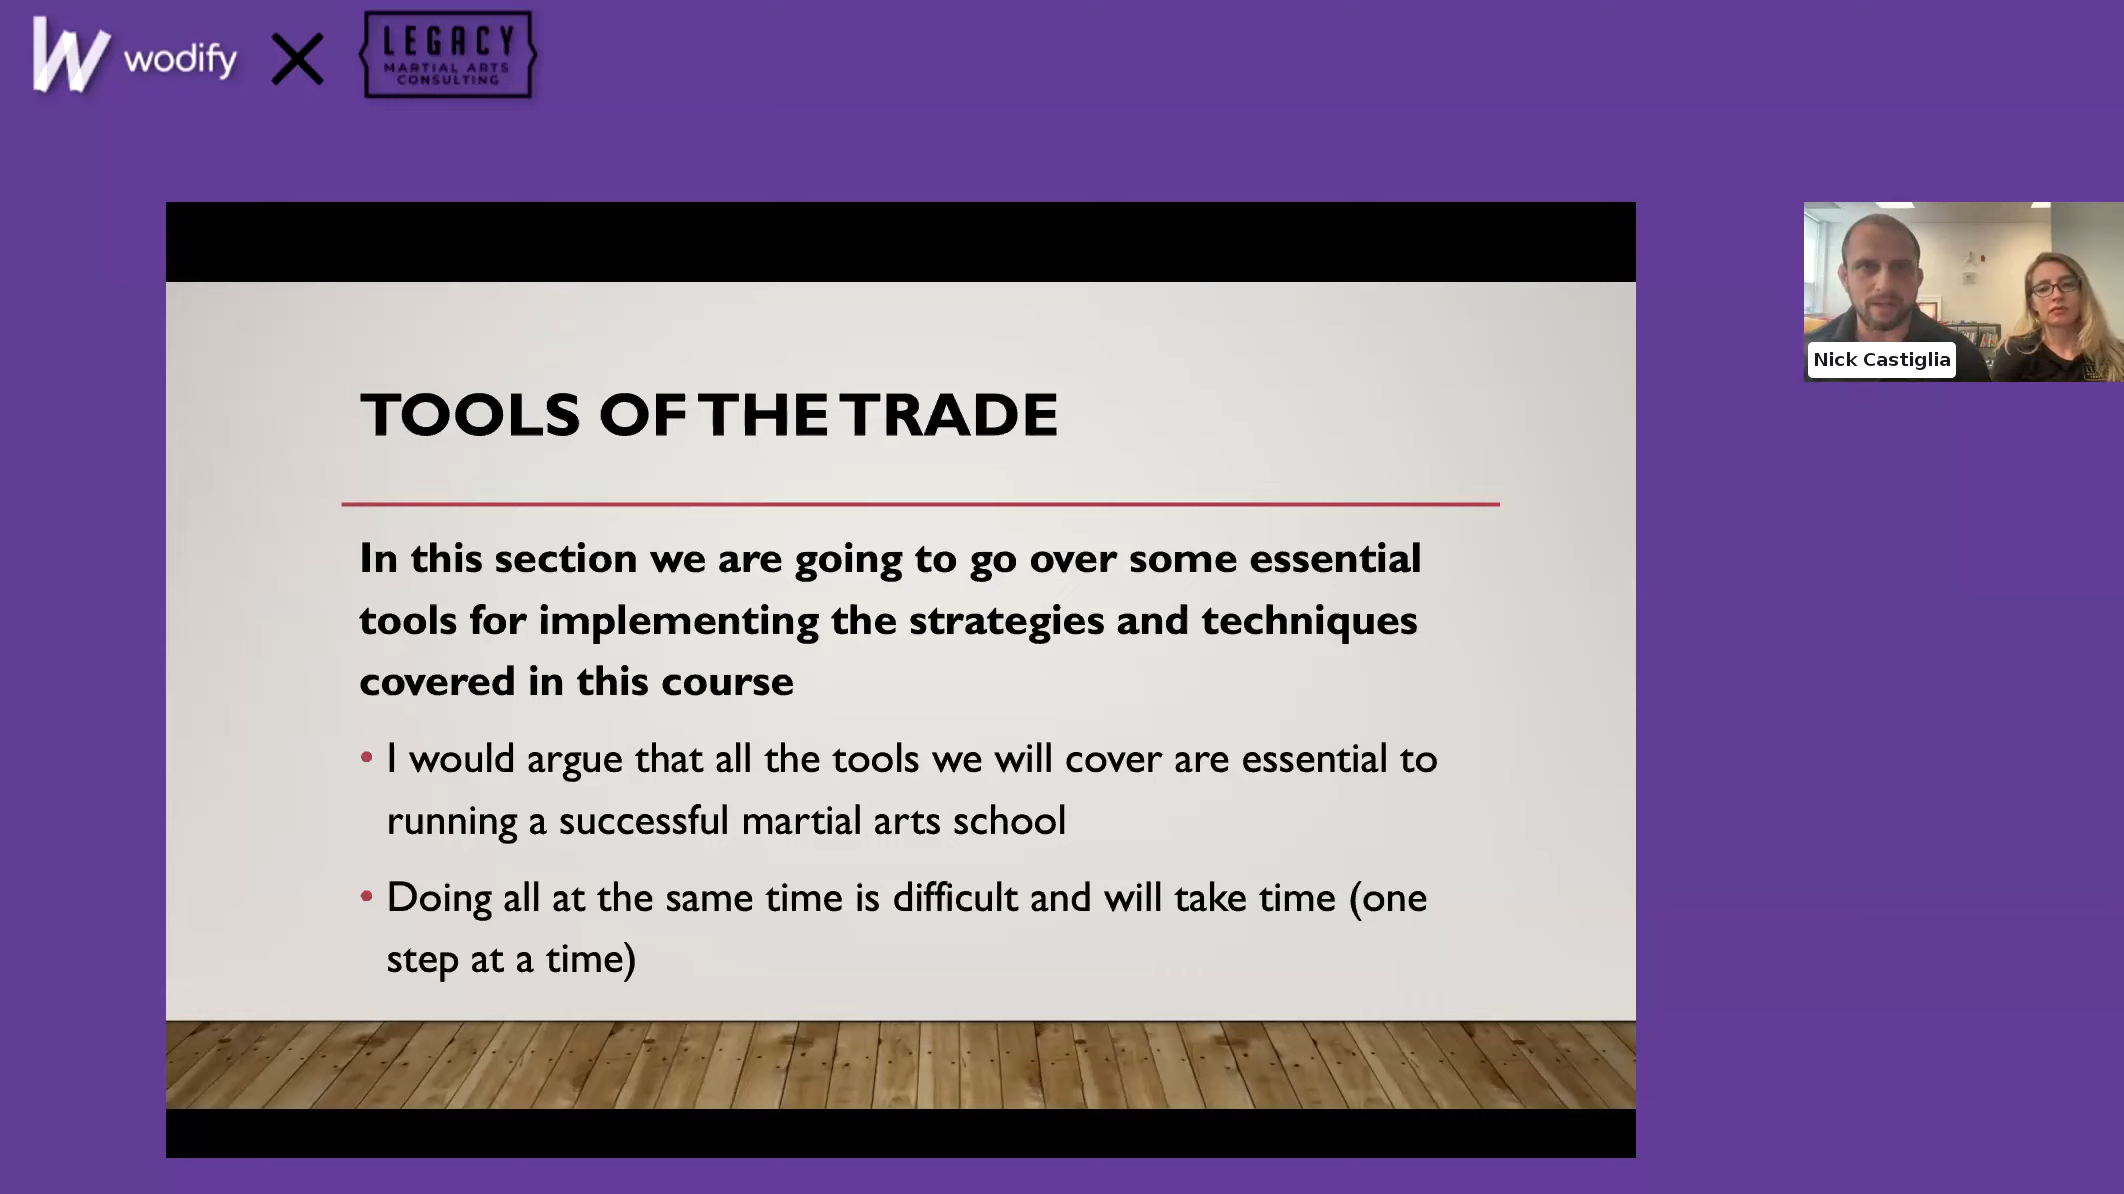 wodify
LEGACY
MARTIAL ARTS
CONSULTING
Nick Castiglia
TOOLS OF THE TRADE
In this section we are going to go over some essential
tools for implementing the strategies and techniques
covered in this course
• I would argue that all the tools we will cover are essential to
running a successful martial arts school
• Doing all at the same time is difficult and will take time (one
step at a time)